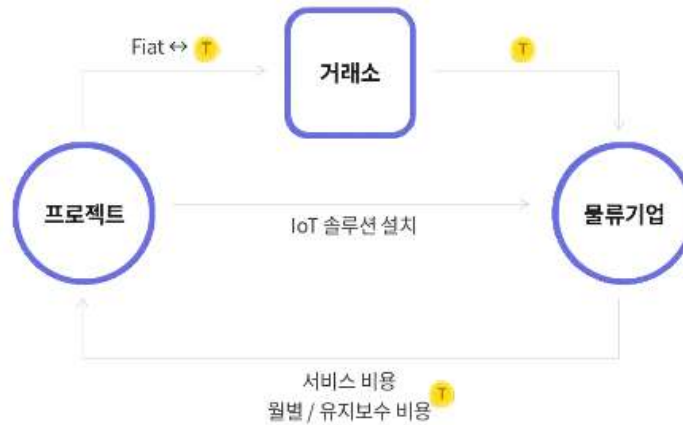 Fiat ↔ T
거래소
T
프로젝트
물류기업
IoT 솔루션 설치
서비스 비용
월별 / 유지보수 비용 T